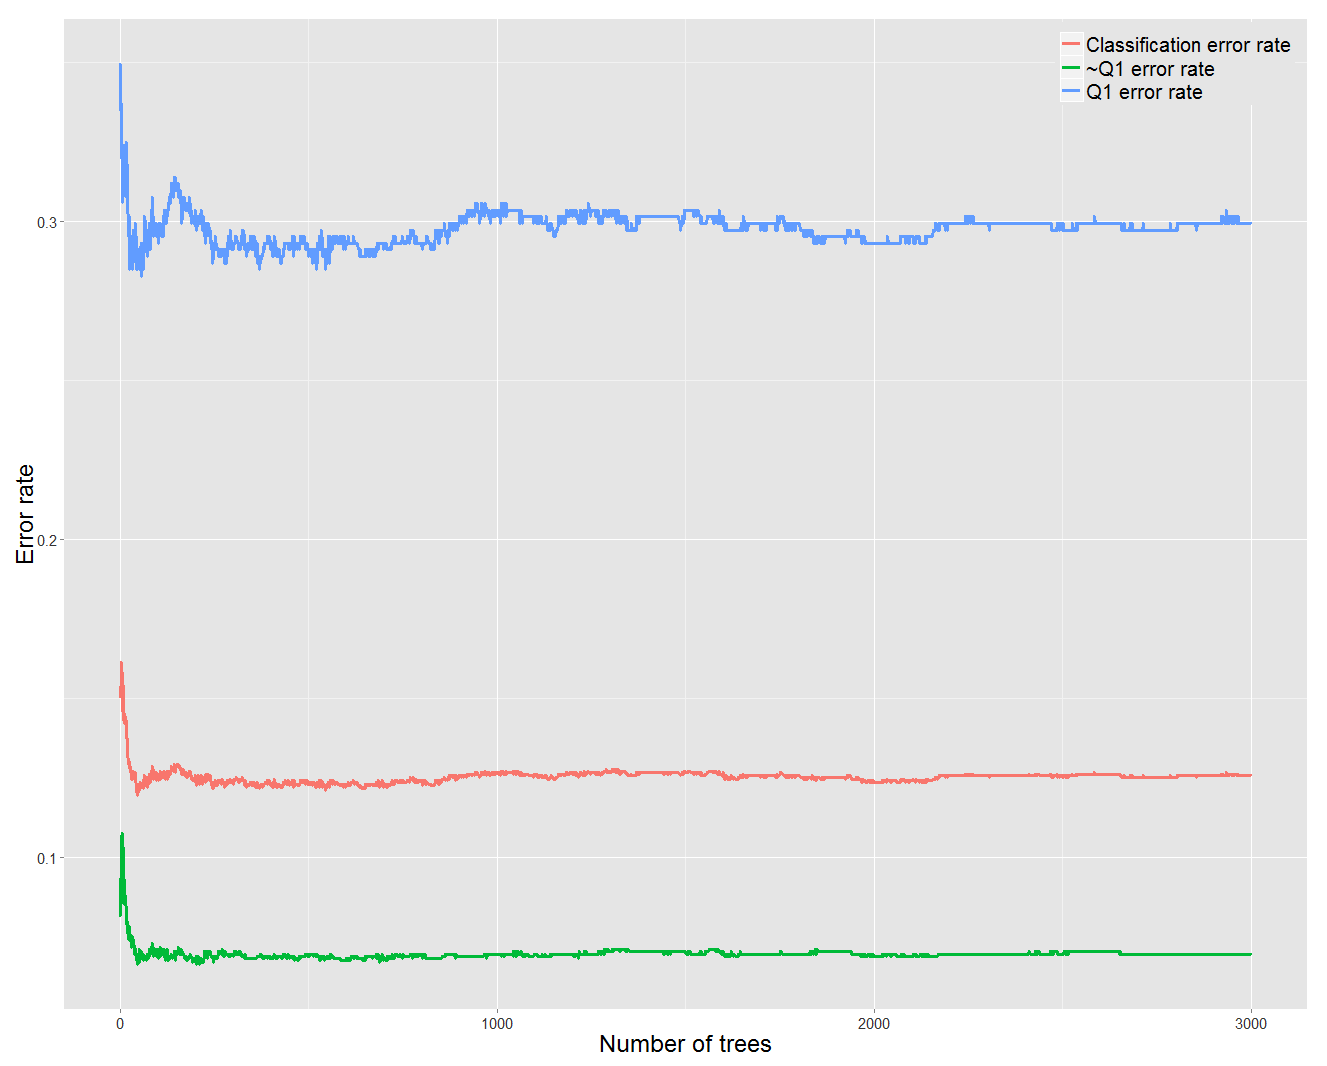 Classification error rate
~Q1 error rate
Q1 error rate
Error rate
0.3
0.2
0.1
0 1000 2000 3000
Number of trees